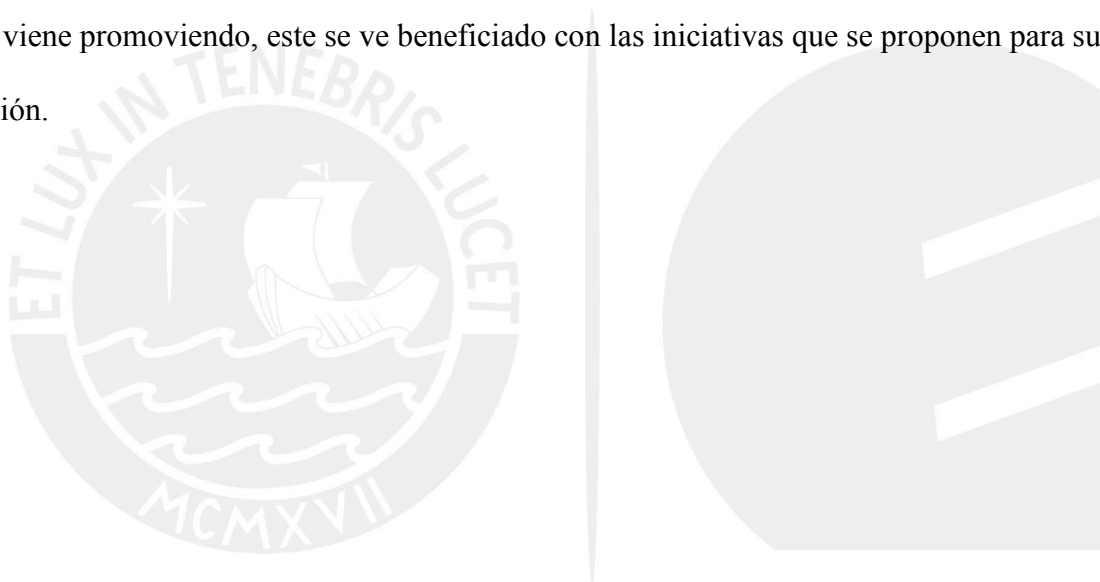 viene promoviendo, este se ve beneficiado con las iniciativas que se proponen para su
ión.
ET LUX IN TENEBRIS LUCET
MCMXVII